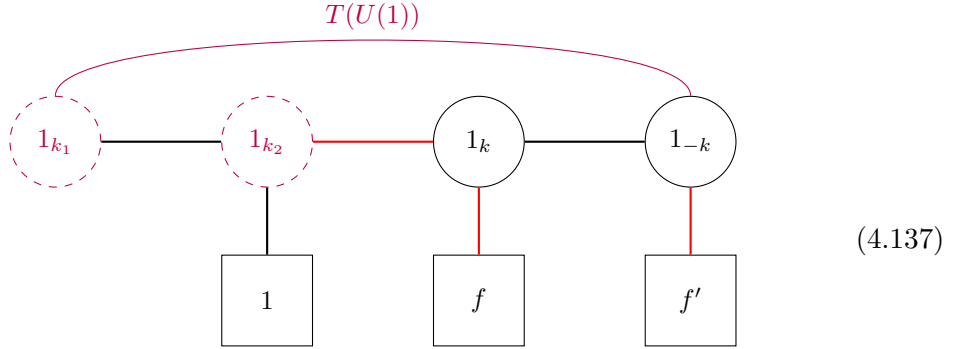 T(U(1))
1_{k_1} 1_{k_2} 1_k 1_{-k}
(4.137)
1 f f'